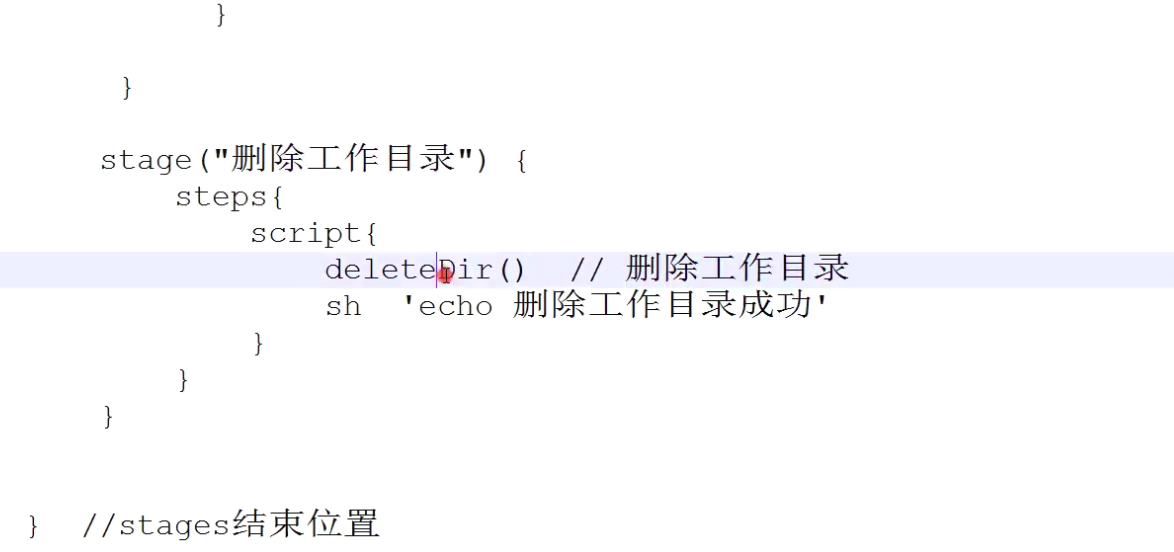 }
}
stage("删除工作目录") {
steps{
script{
deleteDir()  // 删除工作目录
sh  'echo 删除工作目录成功'
}
}
}
}  //stages结束位置